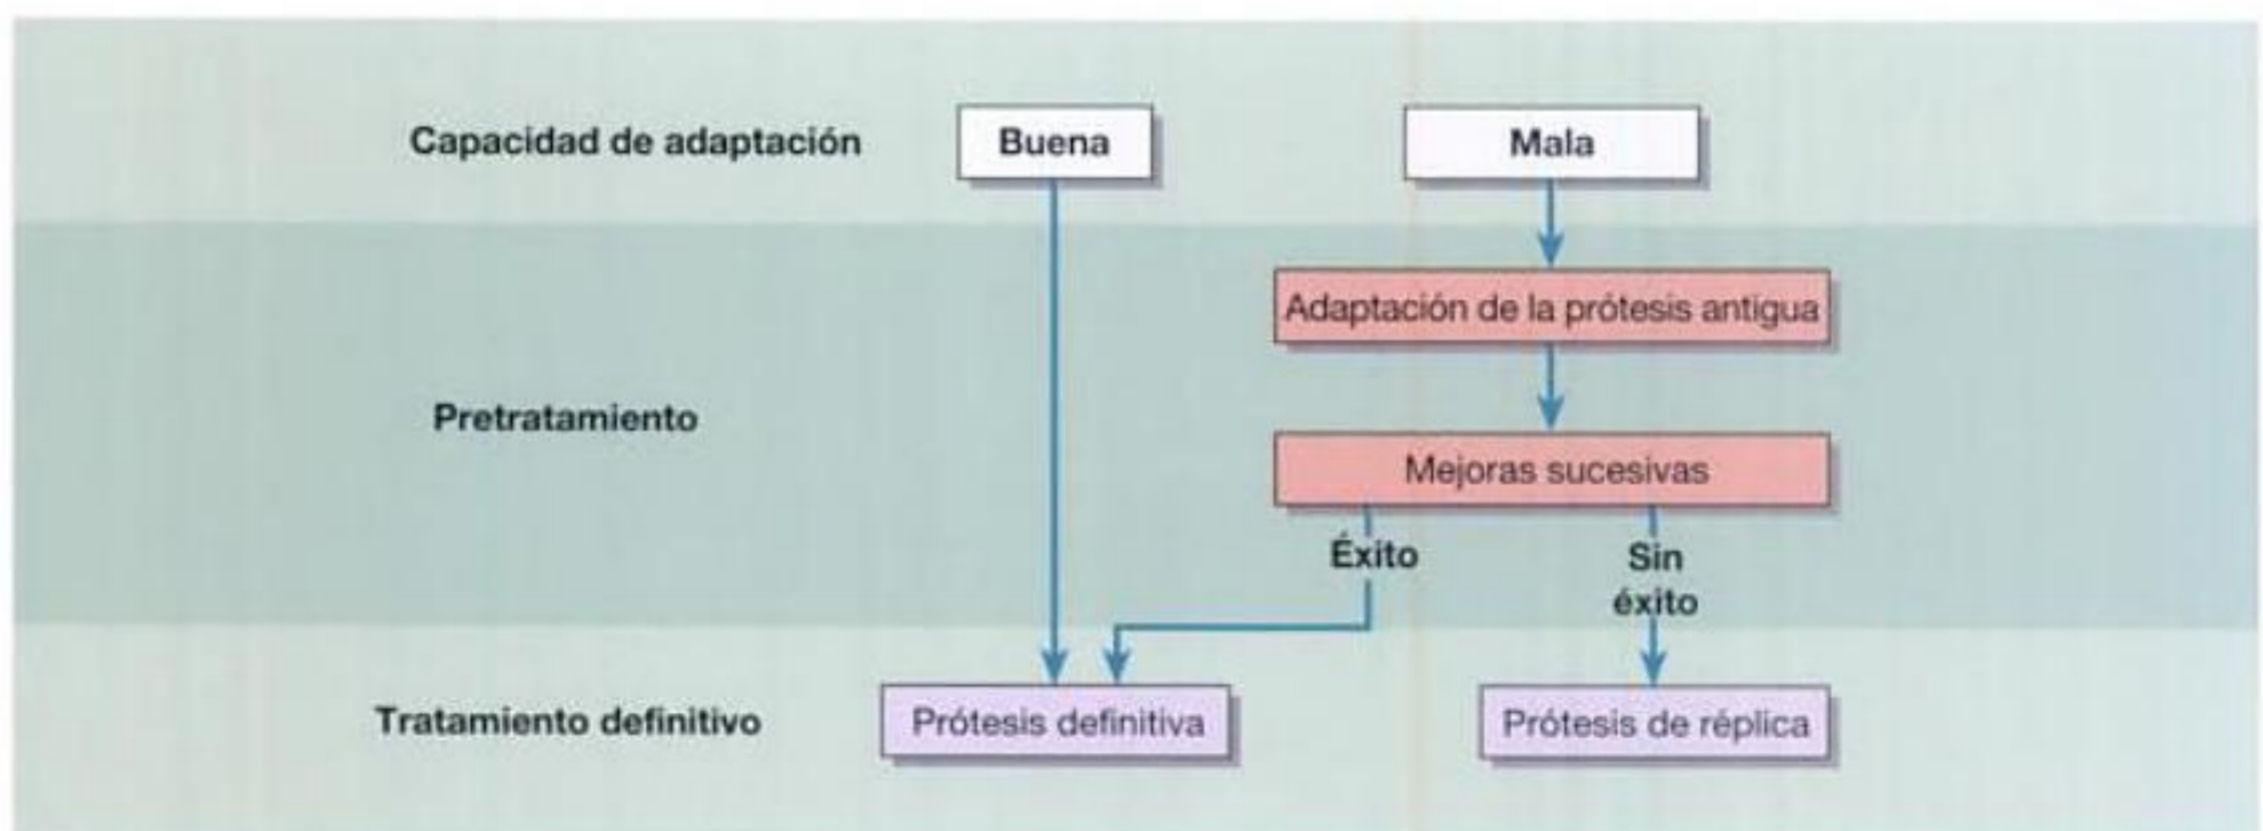 Capacidad de adaptación
Buena
Mala
Adaptación de la prótesis antigua
Pretratamiento
Mejoras sucesivas
Éxito
Sin
éxito
Tratamiento definitivo
Prótesis definitiva
Prótesis de réplica